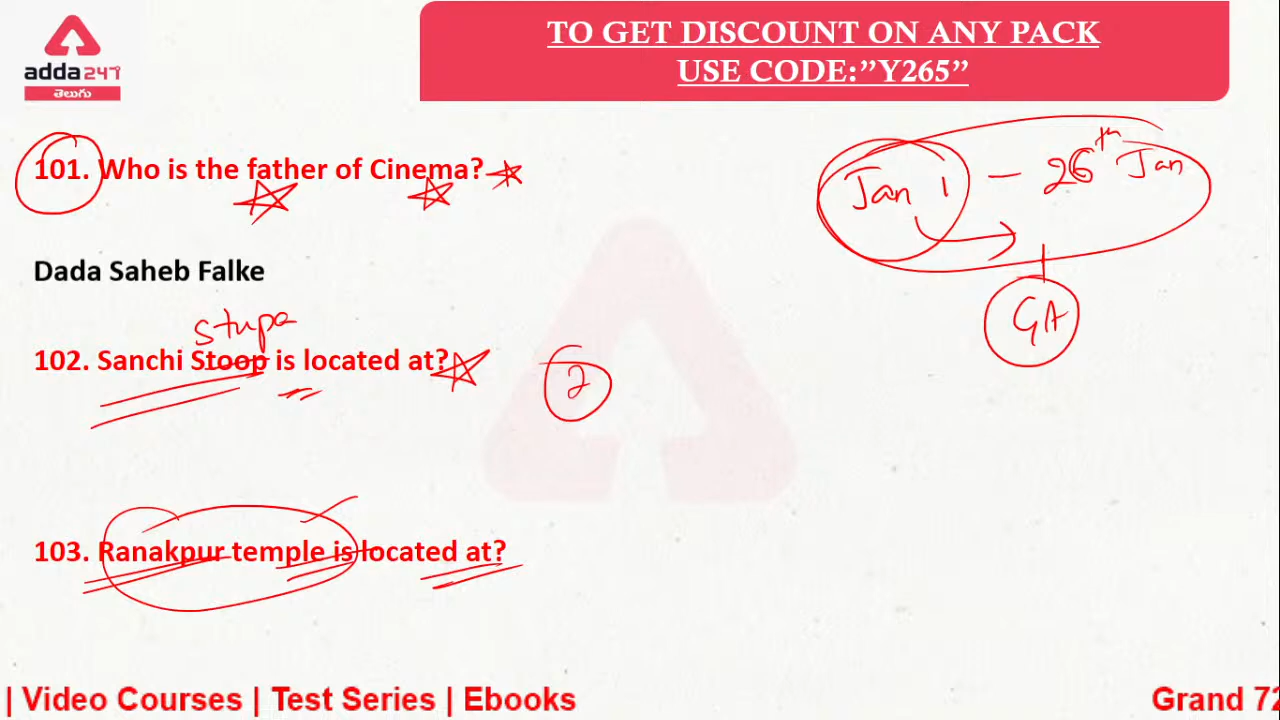 adda247
తెలుగు
TO GET DISCOUNT ON ANY PACK
USE CODE:”Y265”
101. Who is the father of Cinema?
Jan 1 - 26th Jan
GA
Dada Saheb Falke
stupa
102. Sanchi Stoop is located at?
2
103. Ranakpur temple is located at?
| Video Courses | Test Series | Ebooks
Grand 72